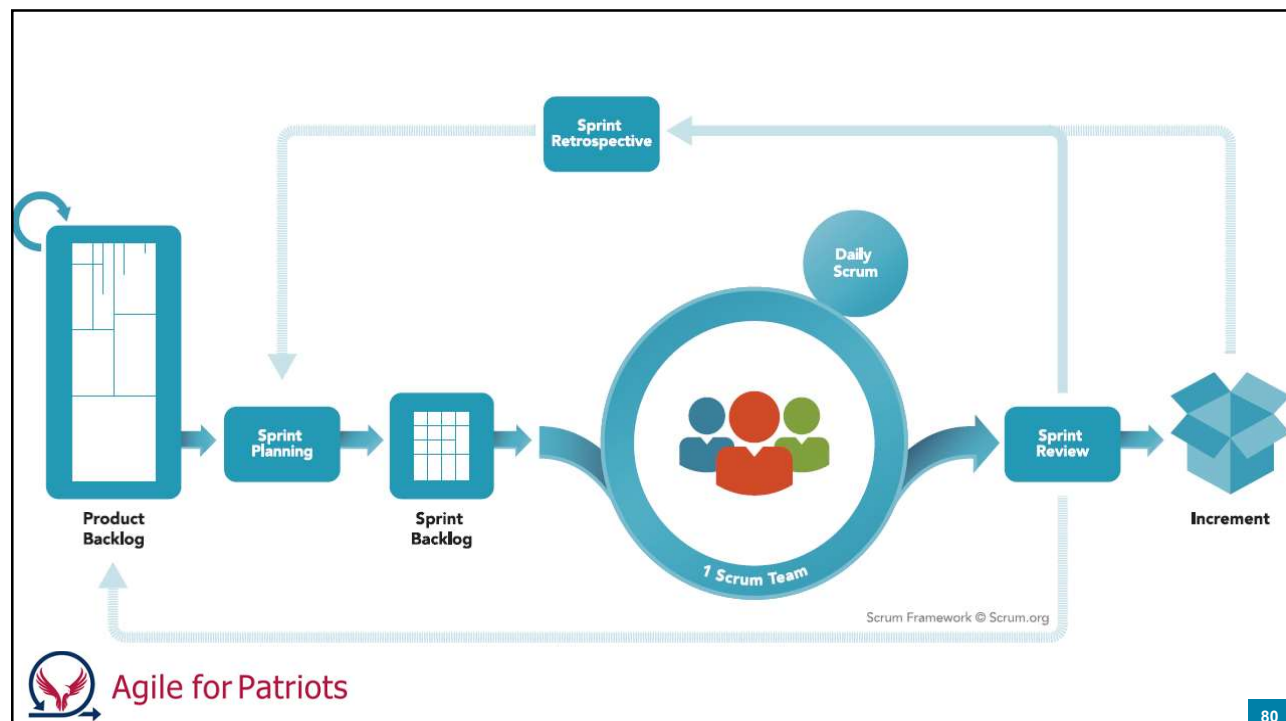 Sprint
Retrospective
Daily
Scrum
Sprint
Planning
Sprint
Review
Product
Backlog
Sprint
Backlog
Increment
1 Scrum Team
Scrum Framework © Scrum.org
Agile for Patriots
80